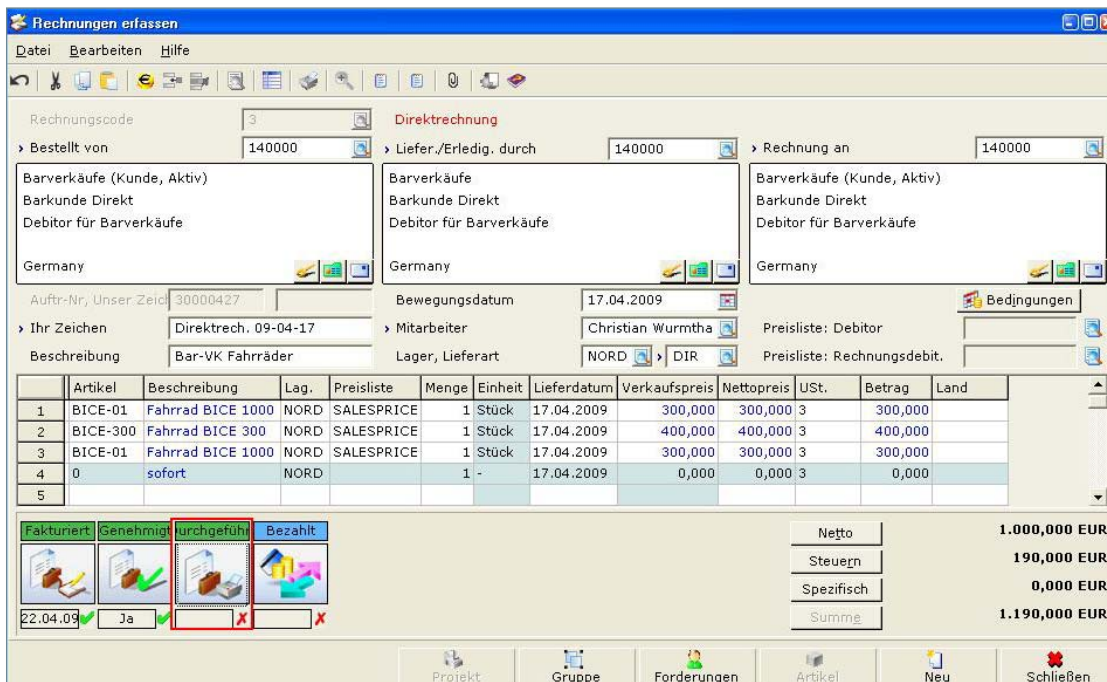 Rechnungen erfassen
Datei Bearbeiten Hilfe
Rechnungscode 3 Direktrechnung
› Bestellt von 140000 › Liefer./Erledig. durch 140000 › Rechnung an 140000
Barverkäufe (Kunde, Aktiv) Barverkäufe Barverkäufe (Kunde, Aktiv)
Barkunde Direkt Barkunde Direkt Barkunde Direkt
Debitor für Barverkäufe Debitor für Barverkäufe Debitor für Barverkäufe
Germany Germany Germany
Auftr-Nr, Unser Zeich 30000427 Bewegungsdatum 17.04.2009 Bedingungen
› Ihr Zeichen Direktrech. 09-04-17 › Mitarbeiter Christian Wurmtha Preisliste: Debitor
Beschreibung Bar-VK Fahrräder Lager, Lieferart NORD › DIR Preisliste: Rechnungsdebit.
Artikel Beschreibung Lag. Preisliste Menge Einheit Lieferdatum Verkaufspreis Nettopreis USt. Betrag Land
1 BICE-01 Fahrrad BICE 1000 NORD SALESPRICE 1 Stück 17.04.2009 300,000 300,000 3 300,000
2 BICE-300 Fahrrad BICE 300 NORD SALESPRICE 1 Stück 17.04.2009 400,000 400,000 3 400,000
3 BICE-01 Fahrrad BICE 1000 NORD SALESPRICE 1 Stück 17.04.2009 300,000 300,000 3 300,000
4 0 sofort NORD 1 - 17.04.2009 0,000 0,000 3 0,000
5
Fakturiert Genehmigt urchgeführ Bezahlt
22.04.09 Ja
Netto 1.000,000 EUR
Steuern 190,000 EUR
Spezifisch 0,000 EUR
Summe 1.190,000 EUR
Projekt Gruppe Forderungen Artikel Neu Schließen